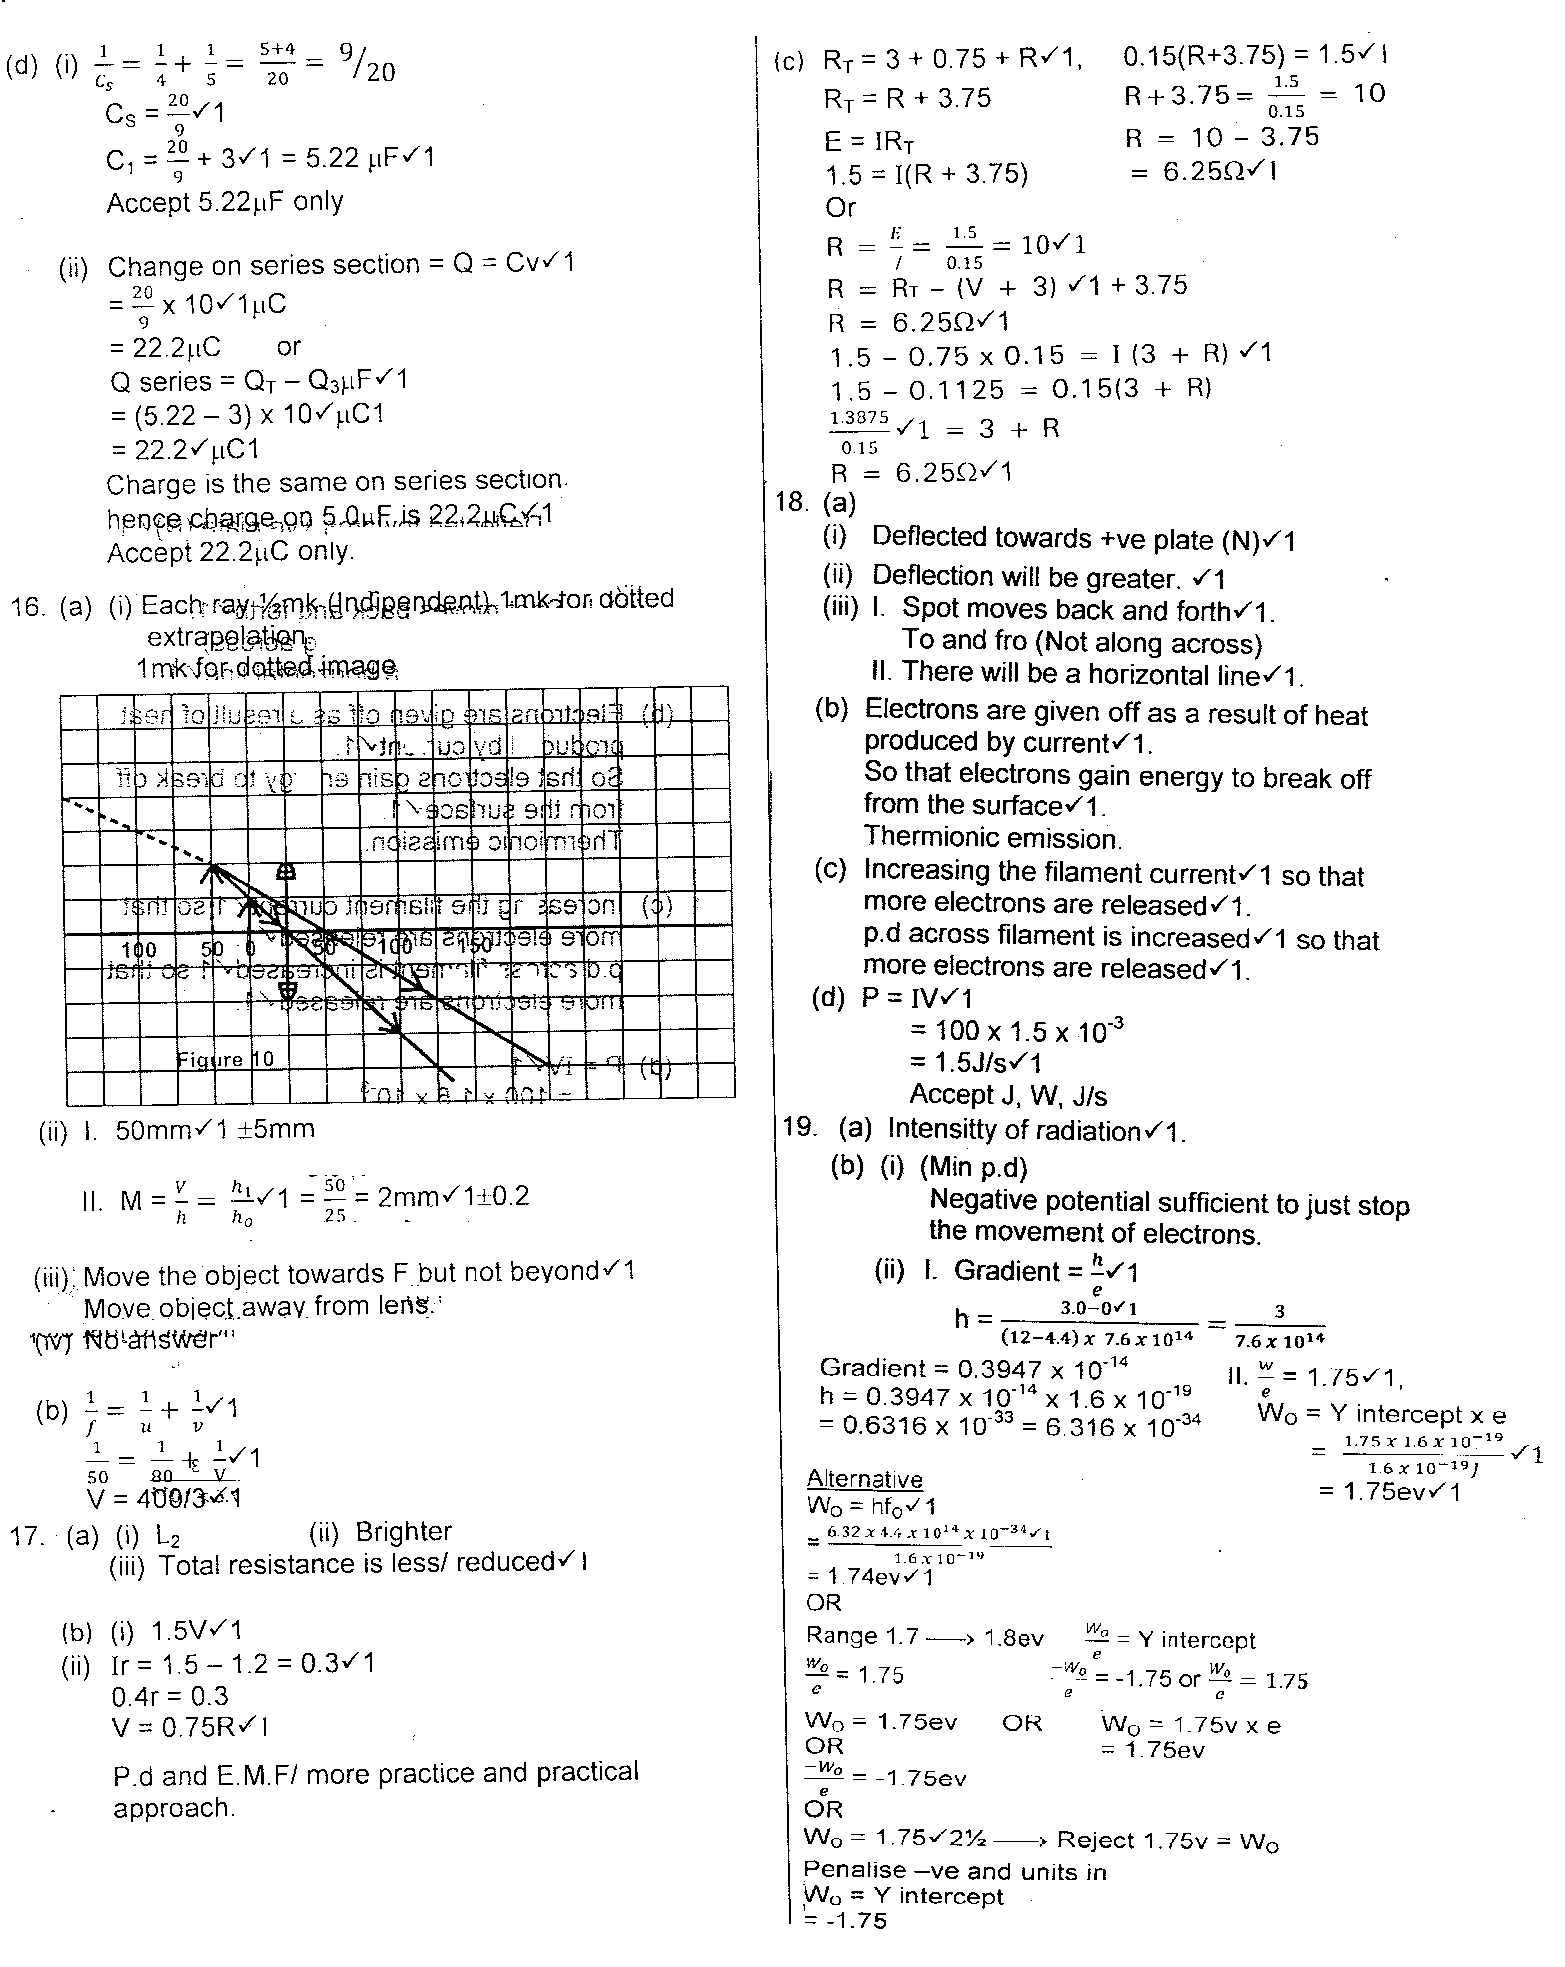 (d) (i) 1/Cs = 1/4 + 1/5 = 5+4/20 = 9/20
Cs = 20/9 ✓1
C1 = 20/9 + 3✓1 = 5.22 µF✓1
Accept 5.22µF only
(ii) Change on series section = Q = Cv✓1
= 20/9 x 10✓1µC
= 22.2µC or
Q series = QT – Q3µF✓1
= (5.22 – 3) x 10✓µC1
= 22.2✓µC1
Charge is the same on series section
hence charge on 5.0µF is 22.2µC✓1
Accept 22.2µC only.
16. (a) (i) Each ray ½mk (Indipendent) 1mk for dotted
extrapolation
1mk for dotted image
100 50 0 50 100 150
Figure 10
(ii) I. 50mm✓1 ±5mm
II. M = v/h = h1/ho ✓1 = 50/25 = 2mm✓1±0.2
(iii) Move the object towards F but not beyond✓1
Move object away from lens.
(iv) No answer
(b) 1/f = 1/u + 1/v ✓1
1/50 = 1/80 + 1/V ✓1
V = 400/3✓1
17. (a) (i) L2 (ii) Brighter
(iii) Total resistance is less/ reduced✓1
(b) (i) 1.5V✓1
(ii) Ir = 1.5 – 1.2 = 0.3✓1
0.4r = 0.3
V = 0.75R✓I
P.d and E.M.F/ more practice and practical
approach.
(c) RT = 3 + 0.75 + R✓1, 0.15(R+3.75) = 1.5✓I
RT = R + 3.75 R+3.75 = 1.5/0.15 = 10
E = IRT R = 10 – 3.75
1.5 = I(R + 3.75) = 6.25Ω✓I
Or
R = E/I = 1.5/0.15 = 10✓1
R = RT – (V + 3) ✓1 + 3.75
R = 6.25Ω✓1
1.5 – 0.75 x 0.15 = I (3 + R) ✓1
1.5 – 0.1125 = 0.15(3 + R)
1.3875/0.15 ✓1 = 3 + R
R = 6.25Ω✓1
18. (a)
(i) Deflected towards +ve plate (N)✓1
(ii) Deflection will be greater. ✓1
(iii) I. Spot moves back and forth✓1.
To and fro (Not along across)
II. There will be a horizontal line✓1.
(b) Electrons are given off as a result of heat
produced by current✓1.
So that electrons gain energy to break off
from the surface✓1.
Thermionic emission.
(c) Increasing the filament current✓1 so that
more electrons are released✓1.
p.d across filament is increased✓1 so that
more electrons are released✓1.
(d) P = IV✓1
= 100 x 1.5 x 10-3
= 1.5J/s✓1
Accept J, W, J/s
19. (a) Intensitty of radiation✓1.
(b) (i) (Min p.d)
Negative potential sufficient to just stop
the movement of electrons.
(ii) I. Gradient = h/e ✓1
h = 3.0–0✓1/(12–4.4) x 7.6 x 10^14 = 3/7.6 x 10^14
Gradient = 0.3947 x 10-14
h = 0.3947 x 10-14 x 1.6 x 10-19
= 0.6316 x 10-33 = 6.316 x 10-34
II. w/e = 1.75✓1,
WO = Y intercept x e
= 1.75 x 1.6 x 10–19/1.6 x 10–19J ✓1
= 1.75ev✓1
Alternative
WO = hfo✓1
= 6.32 x 4.4 x 10^14 x 10–34✓1/1.6 x 10–19
= 1.74ev✓1
OR
Range 1.7 → 1.8ev Wo/e = Y intercept
Wo/e = 1.75 –Wo/e = -1.75 or Wo/e = 1.75
WO = 1.75ev OR WO = 1.75v x e
OR = 1.75ev
–Wo/e = -1.75ev
OR
WO = 1.75✓2½ → Reject 1.75v = WO
Penalise –ve and units in
WO = Y intercept
= -1.75